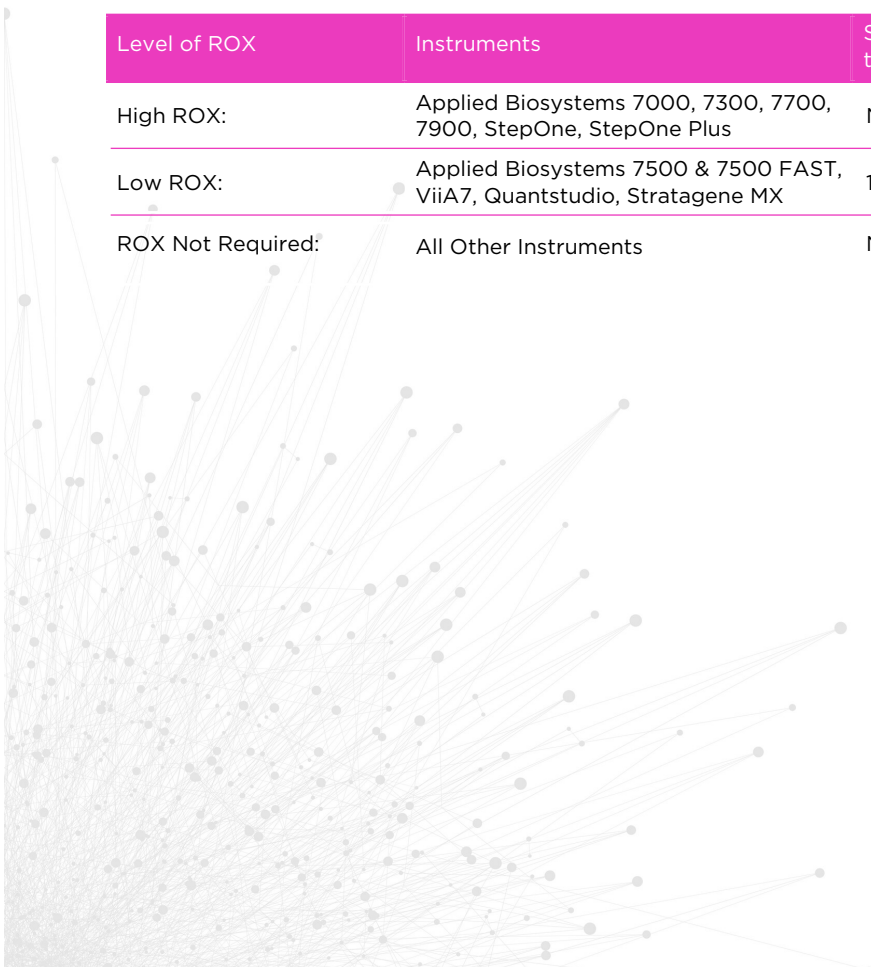 Level of ROX
Instruments
High ROX:
Applied Biosystems 7000, 7300, 7700,
7900, StepOne, StepOne Plus
Low ROX:
Applied Biosystems 7500 & 7500 FAST,
ViiA7, Quantstudio, Stratagene MX
ROX Not Required:
All Other Instruments